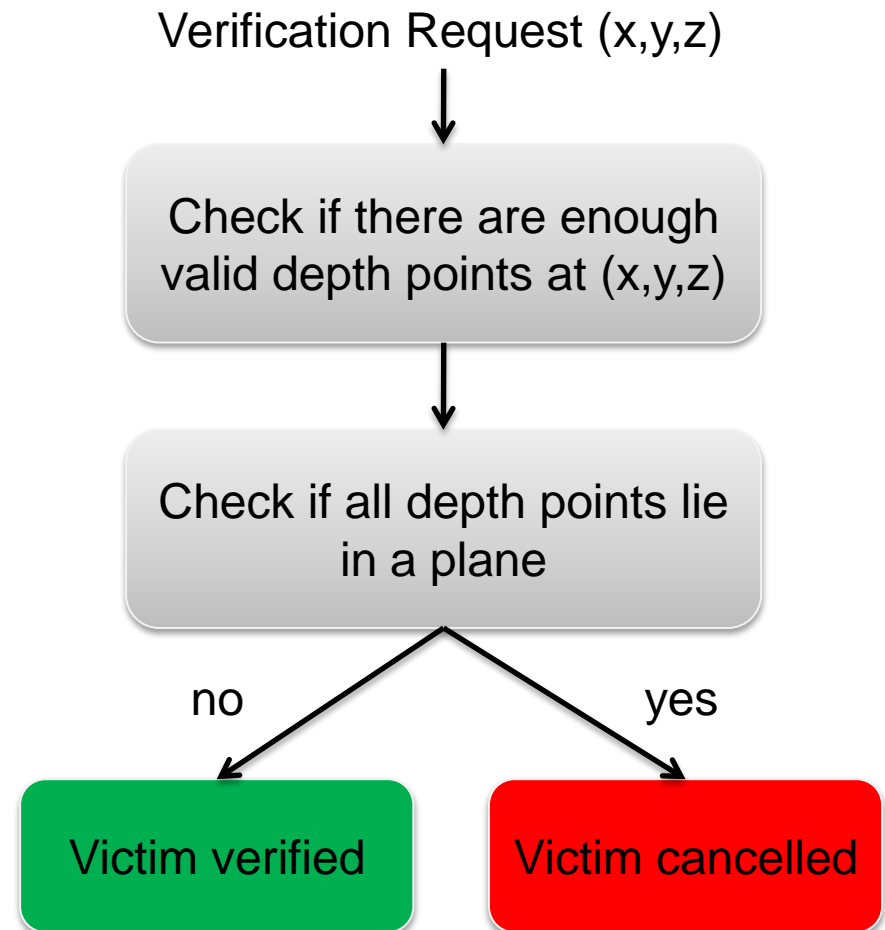 Verification Request (x,y,z)
Check if there are enough
valid depth points at (x,y,z)
Check if all depth points lie
in a plane
no
yes
Victim verified
Victim cancelled